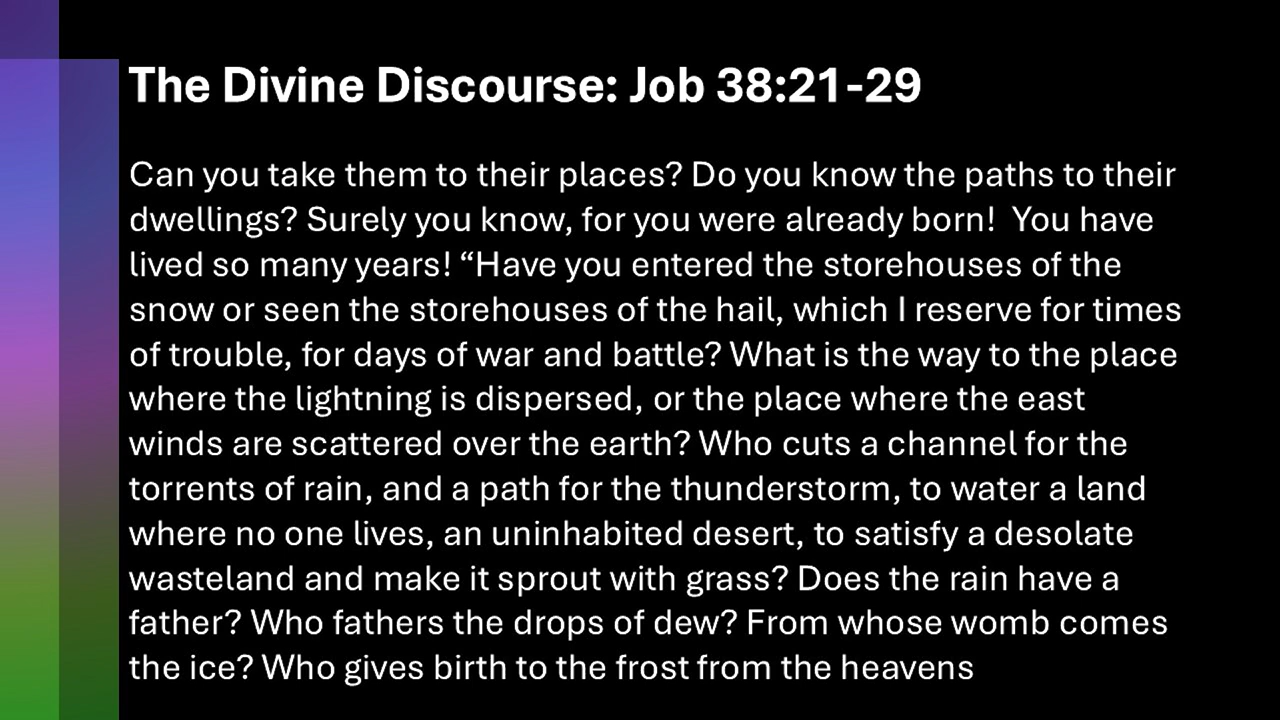 The Divine Discourse: Job 38:21-29
Can you take them to their places? Do you know the paths to their
dwellings? Surely you know, for you were already born!  You have
lived so many years! “Have you entered the storehouses of the
snow or seen the storehouses of the hail, which I reserve for times
of trouble, for days of war and battle? What is the way to the place
where the lightning is dispersed, or the place where the east
winds are scattered over the earth? Who cuts a channel for the
torrents of rain, and a path for the thunderstorm, to water a land
where no one lives, an uninhabited desert, to satisfy a desolate
wasteland and make it sprout with grass? Does the rain have a
father? Who fathers the drops of dew? From whose womb comes
the ice? Who gives birth to the frost from the heavens